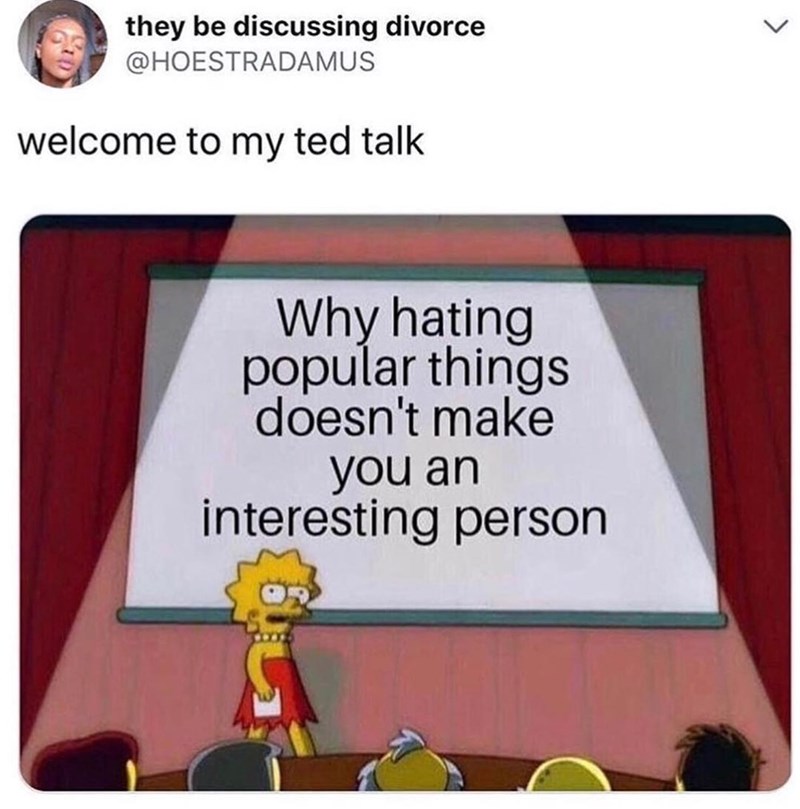 they be discussing divorce
@HOESTRADAMUS
welcome to my ted talk
Why hating
popular things
doesn't make
you an
interesting person